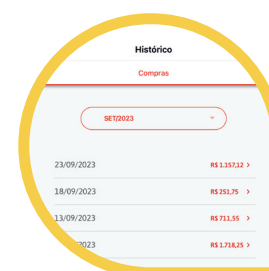 Histórico
Compras
SET/2023
23/09/2023 R$ 1.157,12 >
18/09/2023 R$ 251,75 >
13/09/2023 R$ 711,55 >
/2023 R$ 1.718,25 >